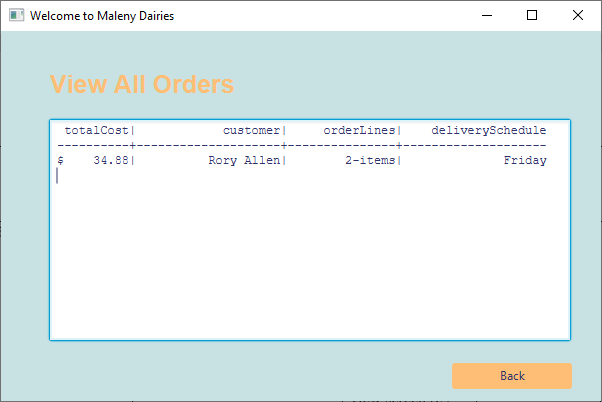 Welcome to Maleny Dairies
View All Orders
totalCost|            customer|     orderLines|    deliverySchedule
----------+--------------------+---------------+--------------------
$    34.88|          Rory Allen|        2-items|              Friday
Back